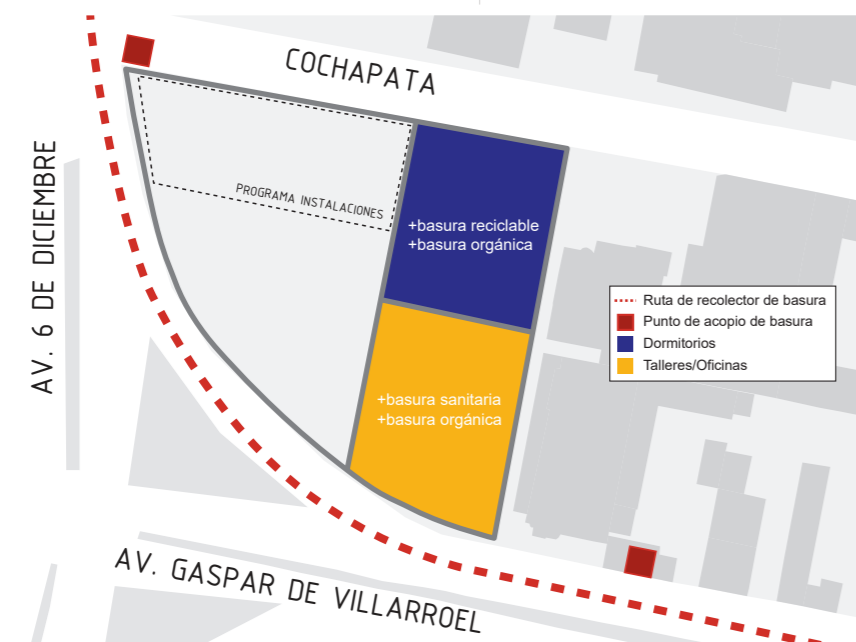 COCHAPATA
AV. 6 DE DICIEMBRE
PROGRAMA INSTALACIONES
+basura reciclable
+basura orgánica
Ruta de recolector de basura
Punto de acopio de basura
Dormitorios
Talleres/Oficinas
+basura sanitaria
+basura orgánica
AV. GASPAR DE VILLARROEL